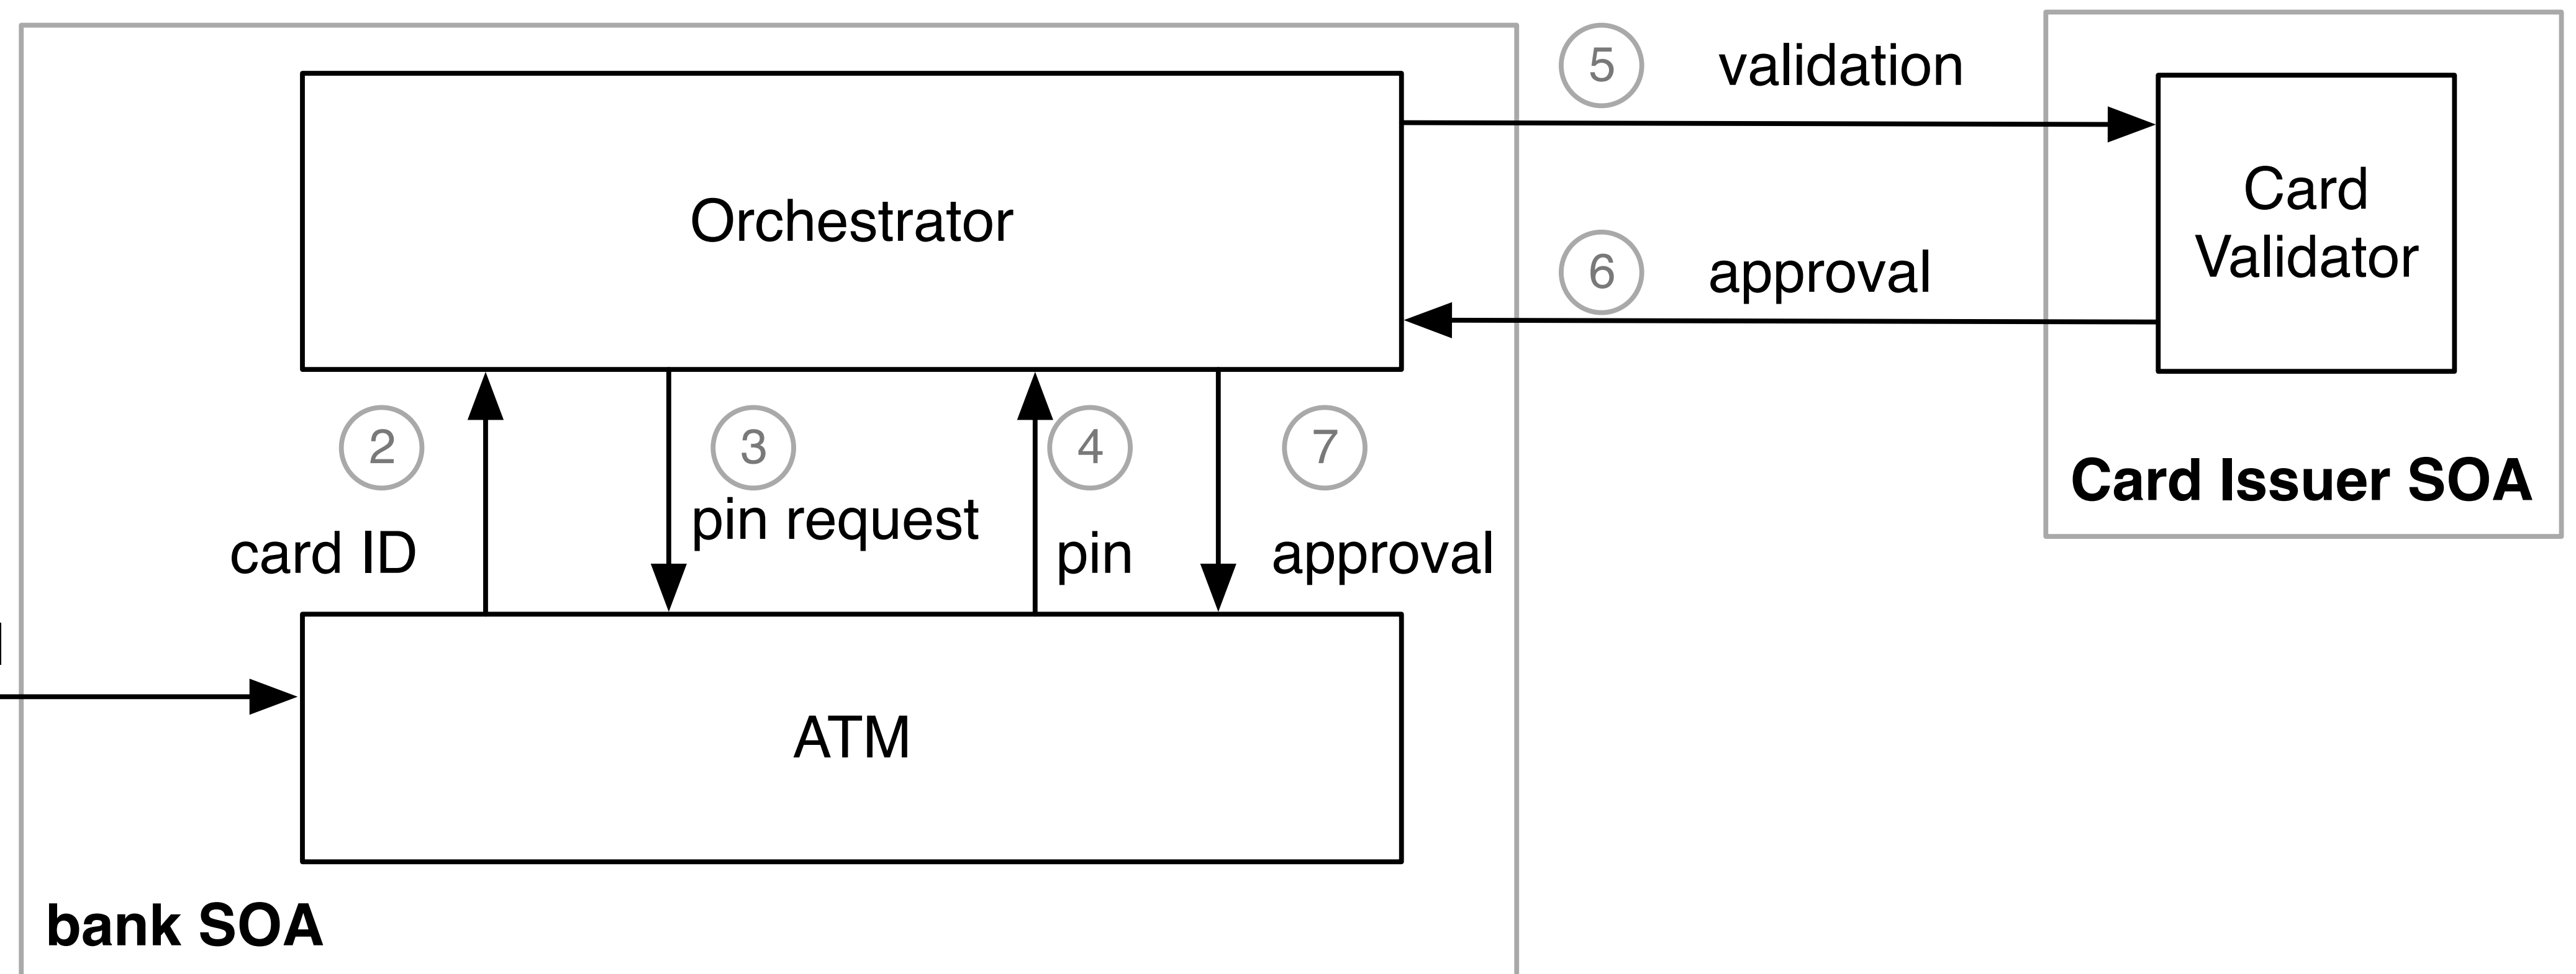 5 validation
Orchestrator
Card
Validator
6 approval
2
3
4
7
pin request
card ID
pin
approval
Card Issuer SOA
ATM
bank SOA